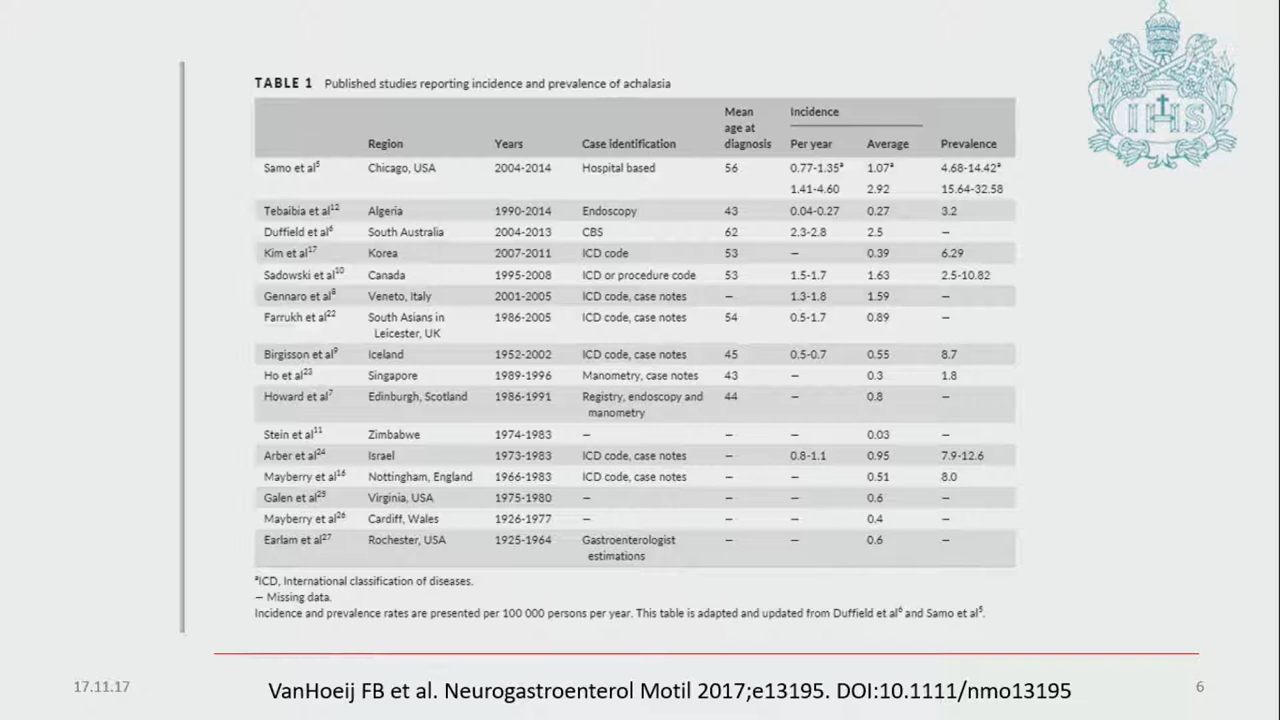 TABLE 1 Published studies reporting incidence and prevalence of achalasia
Region Years Case identification Mean age at diagnosis Incidence Per year Average Prevalence
Samo et al⁵ Chicago, USA 2004-2014 Hospital based 56 0.77-1.35ᵃ 1.07ᵃ 4.68-14.42ᵃ
1.41-4.60 2.92 15.64-32.58
Tebaibia et al¹² Algeria 1990-2014 Endoscopy 43 0.04-0.27 0.27 3.2
Duffield et al⁶ South Australia 2004-2013 CBS 62 2.3-2.8 2.5 –
Kim et al¹⁷ Korea 2007-2011 ICD code 53 – 0.39 6.29
Sadowski et al¹⁰ Canada 1995-2008 ICD or procedure code 53 1.5-1.7 1.63 2.5-10.82
Gennaro et al⁸ Veneto, Italy 2001-2005 ICD code, case notes – 1.3-1.8 1.59 –
Farrukh et al²² South Asians in Leicester, UK 1986-2005 ICD code, case notes 54 0.5-1.7 0.89 –
Birgisson et al⁹ Iceland 1952-2002 ICD code, case notes 45 0.5-0.7 0.55 8.7
Ho et al²³ Singapore 1989-1996 Manometry, case notes 43 – 0.3 1.8
Howard et al⁷ Edinburgh, Scotland 1986-1991 Registry, endoscopy and manometry 44 – 0.8 –
Stein et al¹¹ Zimbabwe 1974-1983 – – – 0.03 –
Arber et al²⁴ Israel 1973-1983 ICD code, case notes – 0.8-1.1 0.95 7.9-12.6
Mayberry et al¹⁶ Nottingham, England 1966-1983 ICD code, case notes – – 0.51 8.0
Galen et al²⁵ Virginia, USA 1975-1980 – – – 0.6 –
Mayberry et al²⁶ Cardiff, Wales 1926-1977 – – – 0.4 –
Earlam et al²⁷ Rochester, USA 1925-1964 Gastroenterologist estimations – – 0.6 –
ᵃICD, International classification of diseases.
– Missing data.
Incidence and prevalence rates are presented per 100 000 persons per year. This table is adapted and updated from Duffield et al⁶ and Samo et al⁵.
IHS
17.11.17
VanHoeij FB et al. Neurogastroenterol Motil 2017;e13195. DOI:10.1111/nmo13195
6